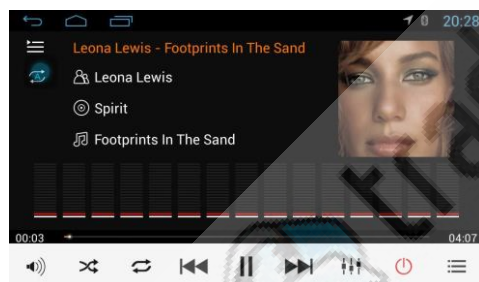 20:28
Leona Lewis - Footprints In The Sand
A
Leona Lewis
Spirit
Footprints In The Sand
00:03
04:07